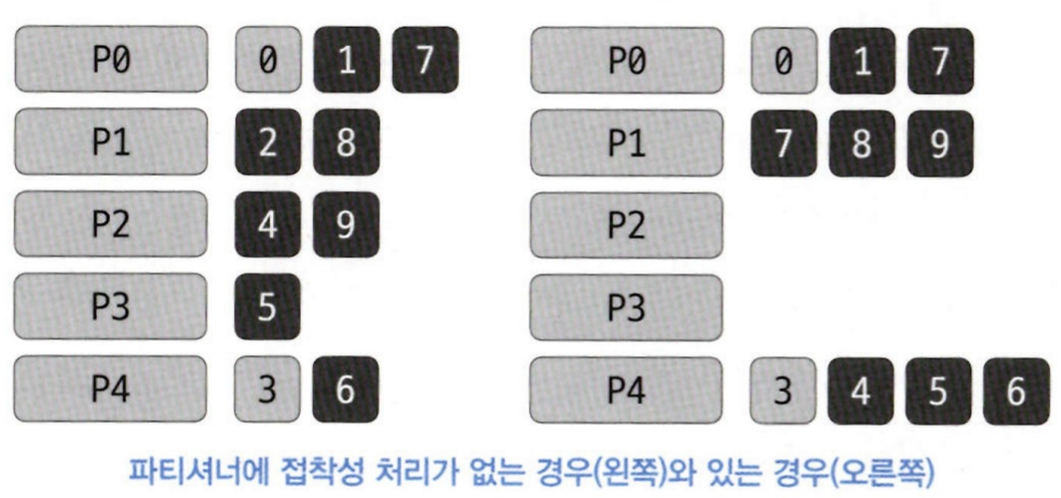 P0 0 1 7 P0 0 1 7
P1 2 8 P1 7 8 9
P2 4 9 P2
P3 5 P3
P4 3 6 P4 3 4 5 6
파티셔너에 접착성 처리가 없는 경우(왼쪽)와 있는 경우(오른쪽)